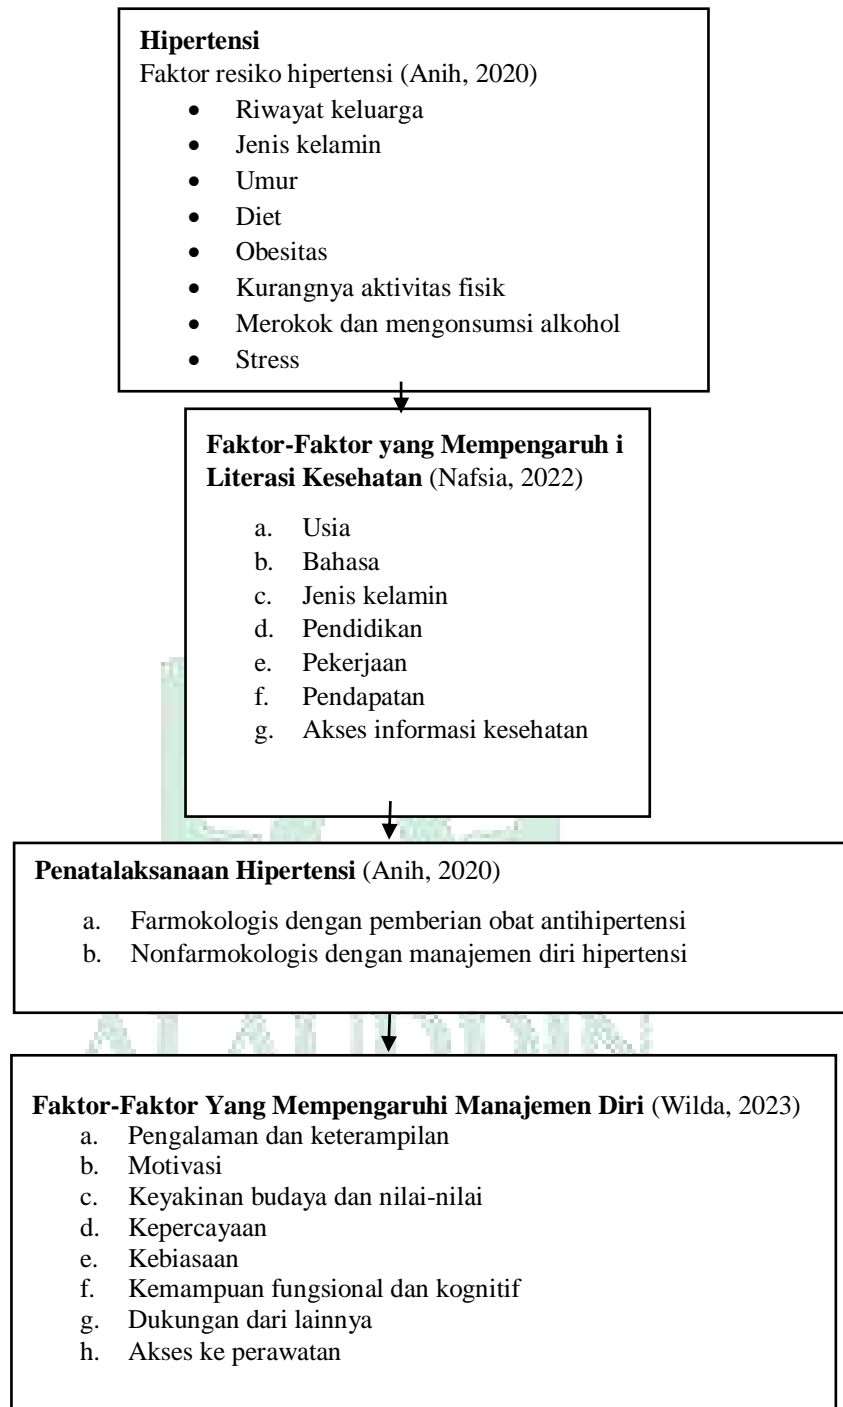 Hipertensi
Faktor resiko hipertensi (Anih, 2020)
• Riwayat keluarga
• Jenis kelamin
• Umur
• Diet
• Obesitas
• Kurangnya aktivitas fisik
• Merokok dan mengonsumsi alkohol
• Stress
Faktor-Faktor yang Mempengaruh i
Literasi Kesehatan (Nafsia, 2022)
a. Usia
b. Bahasa
c. Jenis kelamin
d. Pendidikan
e. Pekerjaan
f. Pendapatan
g. Akses informasi kesehatan
Penatalaksanaan Hipertensi (Anih, 2020)
a. Farmokologis dengan pemberian obat antihipertensi
b. Nonfarmokologis dengan manajemen diri hipertensi
ALAUDDIN
Faktor-Faktor Yang Mempengaruhi Manajemen Diri (Wilda, 2023)
a. Pengalaman dan keterampilan
b. Motivasi
c. Keyakinan budaya dan nilai-nilai
d. Kepercayaan
e. Kebiasaan
f. Kemampuan fungsional dan kognitif
g. Dukungan dari lainnya
h. Akses ke perawatan